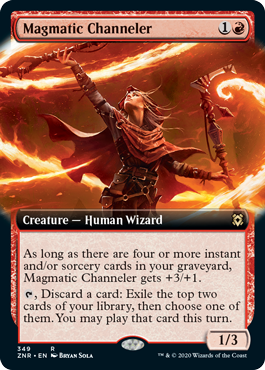 Magmatic Channeler 1
Creature — Human Wizard
As long as there are four or more instant
and/or sorcery cards in your graveyard,
Magmatic Channeler gets +3/+1.
, Discard a card: Exile the top two
cards of your library, then choose one of
them. You may play that card this turn.
1/3
349 R
ZNR • EN Bryan Sola
™ & © 2020 Wizards of the Coast